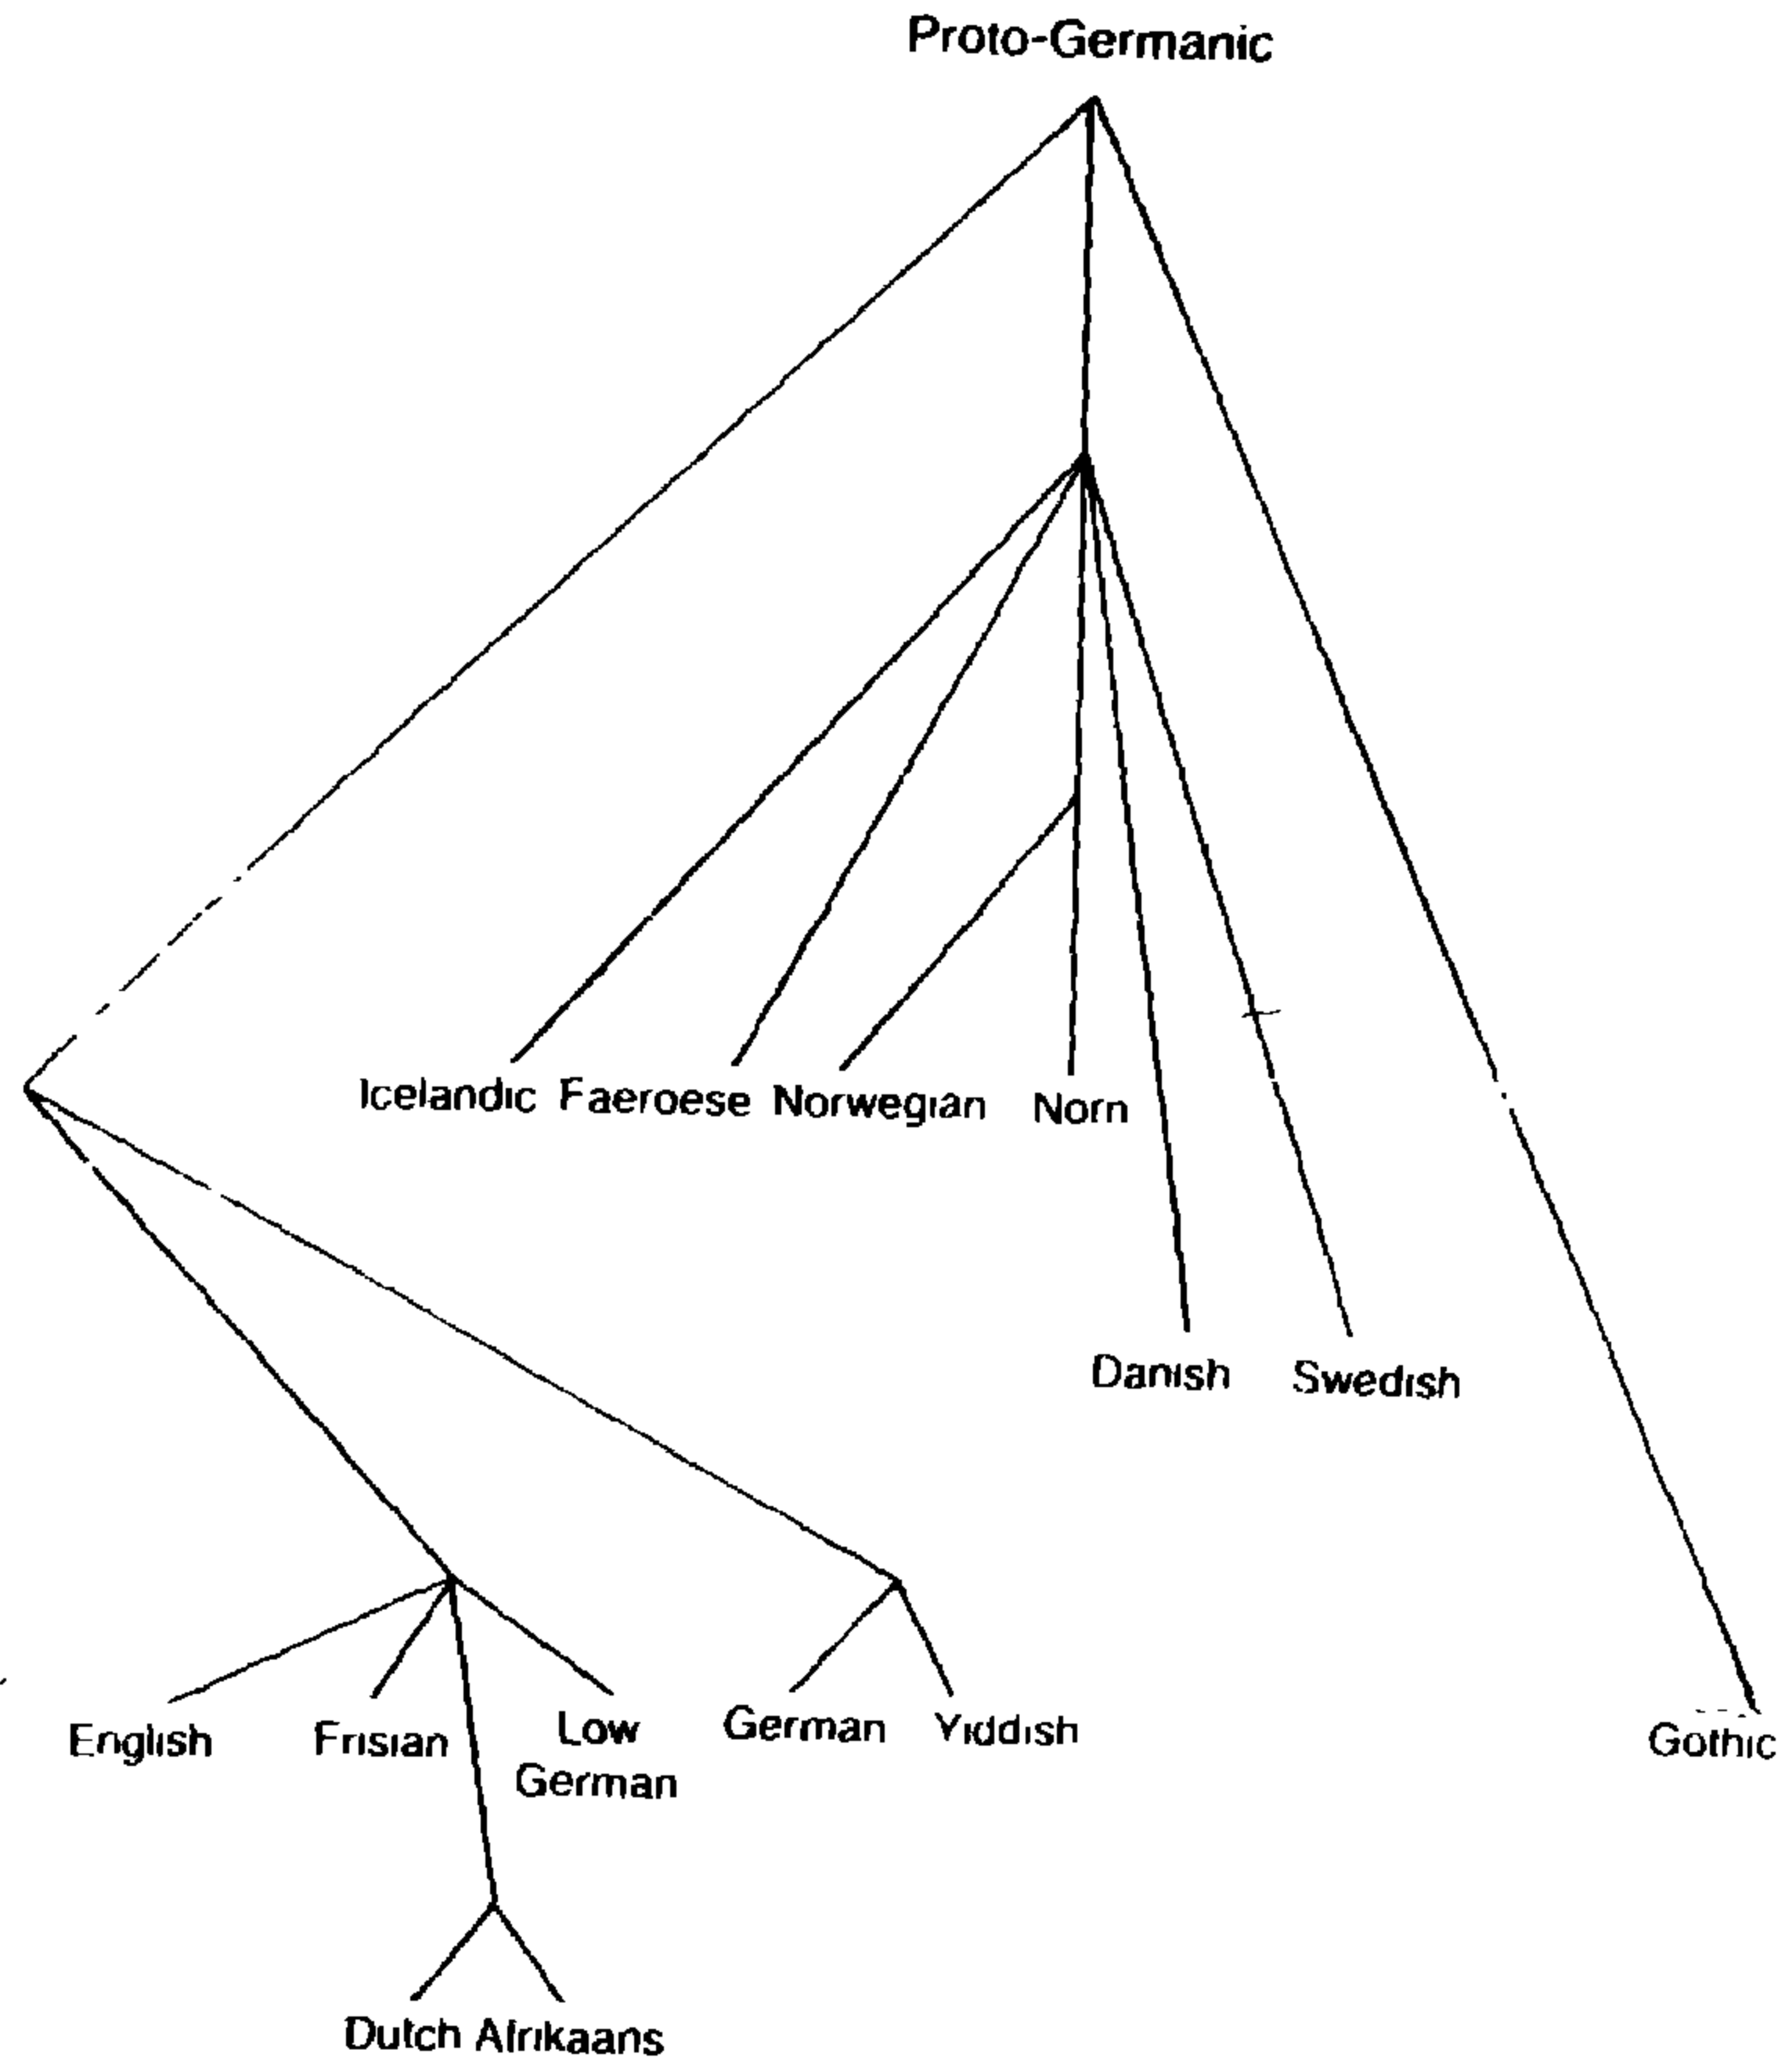 Proto-Germanic
Icelandic Faeroese Norwegian Norn
Danish Swedish
English Frisian Low German German Yiddish Gothic
Dutch Afrikaans